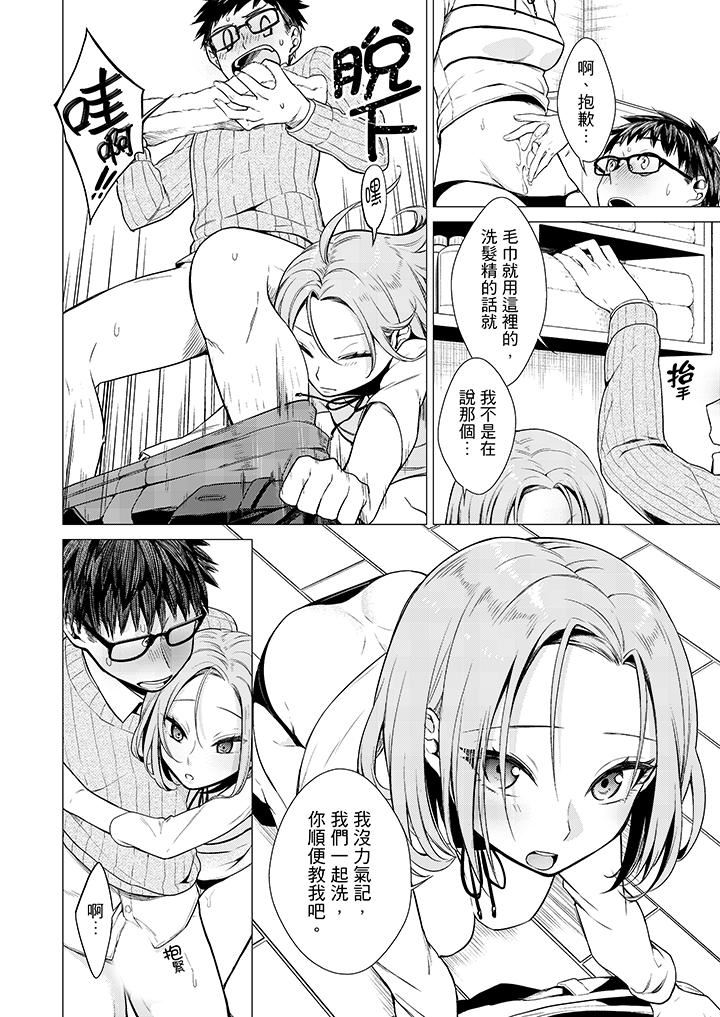 啊、抱歉…
毛巾就用這裡的，
洗髮精的話就
抬手
我不是在
說那個…
脫下
嘿
哇啊!!
我沒力氣記，
我們一起洗，
你順便教我吧。
抱緊
啊…